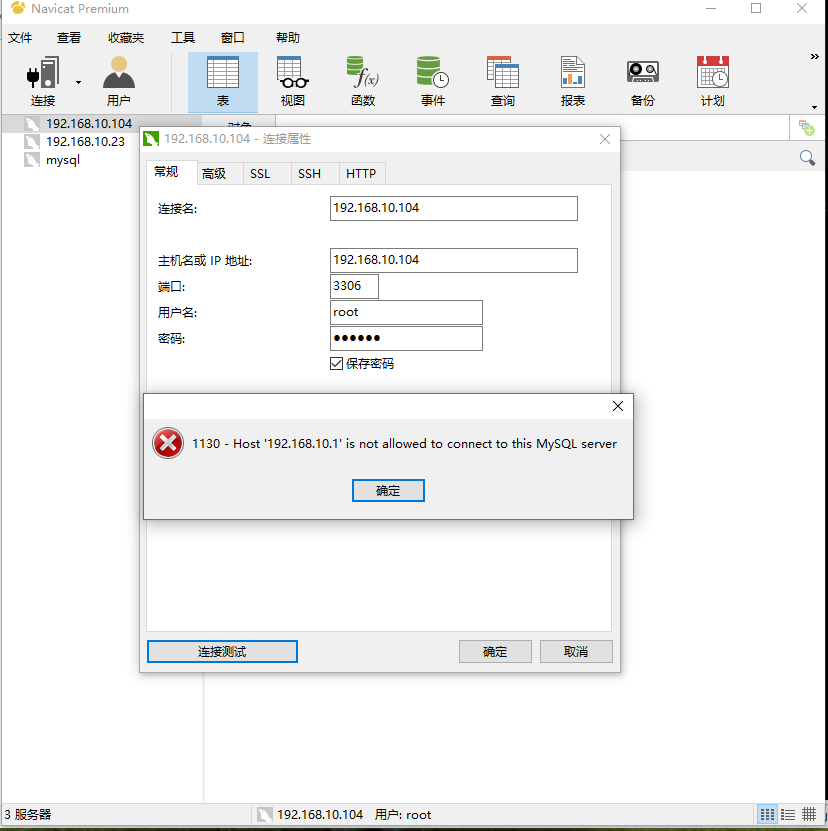 Navicat Premium
文件 查看 收藏夹 工具 窗口 帮助
连接 用户 表 视图 函数 事件 查询 报表 备份 计划
192.168.10.104
192.168.10.23
mysql
192.168.10.104 - 连接属性
常规 高级 SSL SSH HTTP
连接名: 192.168.10.104
主机名或 IP 地址: 192.168.10.104
端口: 3306
用户名: root
密码: ●●●●●●
保存密码
1130 - Host '192.168.10.1' is not allowed to connect to this MySQL server
确定
连接测试 确定 取消
3 服务器 192.168.10.104 用户: root